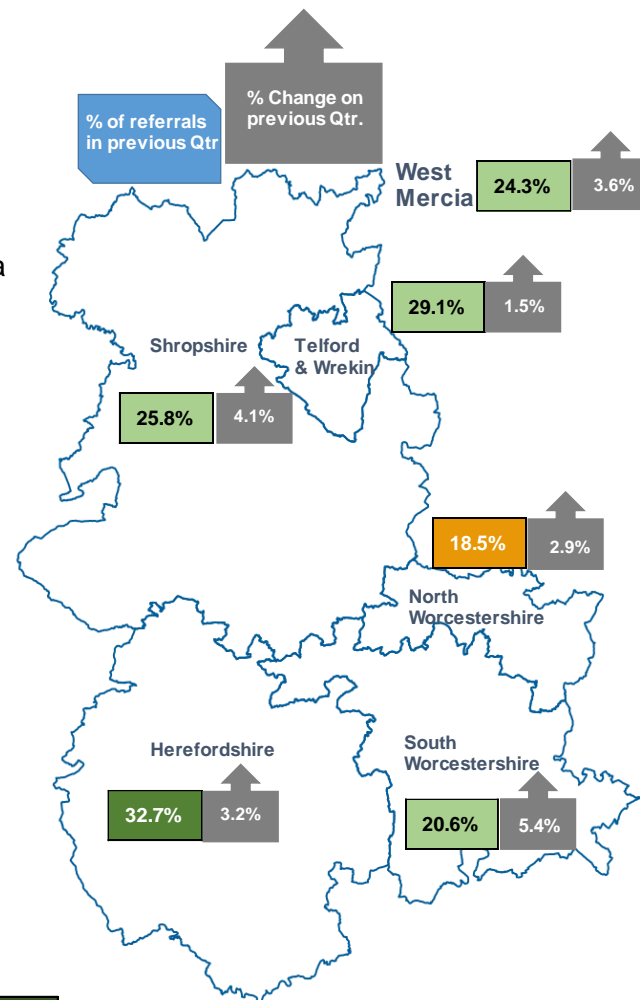 % of referrals
in previous Qtr
% Change on
previous Qtr.
West
Mercia
24.3%
3.6%
a
29.1%
1.5%
Shropshire
Telford
& Wrekin
25.8%
4.1%
18.5%
2.9%
North
Worcestershire
Herefordshire
South
Worcestershire
32.7%
3.2%
20.6%
5.4%